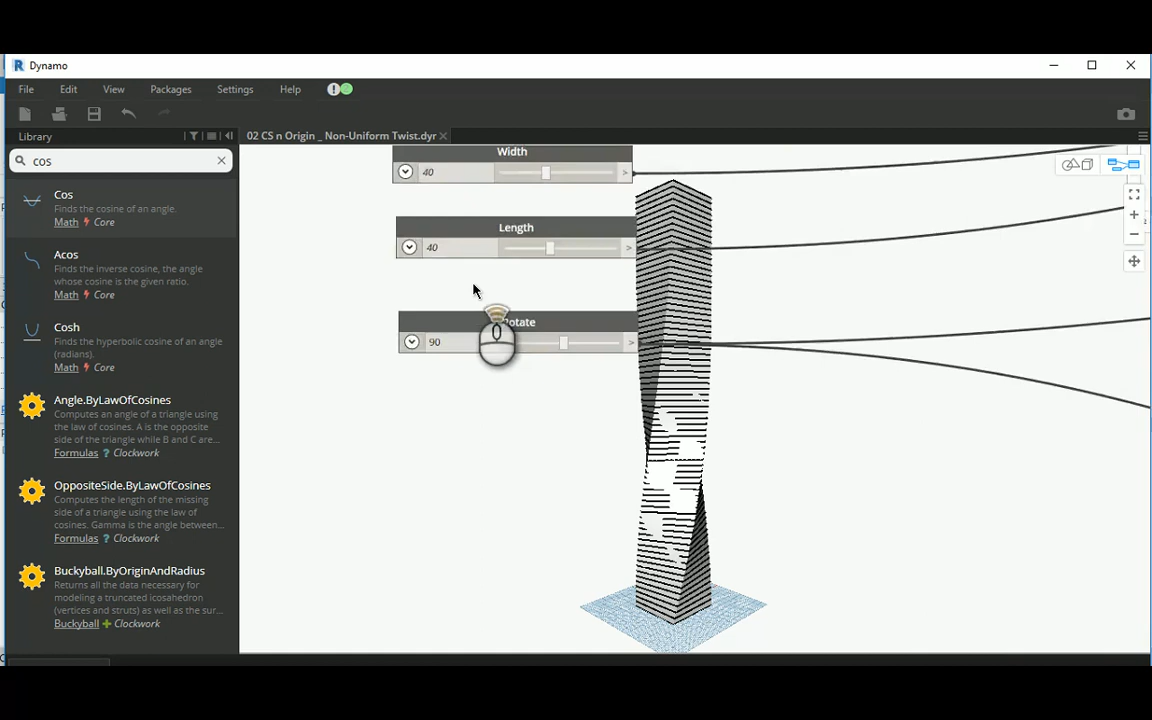 R Dynamo
File Edit View Packages Settings Help
Library
02 CS n Origin _ Non-Uniform Twist.dyn
cos
Cos
Finds the cosine of an angle.
Math Core
Acos
Finds the inverse cosine, the angle
whose cosine is the given ratio.
Math Core
Cosh
Finds the hyperbolic cosine of an angle
(radians).
Math Core
Angle.ByLawOfCosines
Computes an angle of a triangle using
the law of cosines. A is the opposite
side of the triangle while B and C are...
Formulas ? Clockwork
OppositeSide.ByLawOfCosines
Computes the length of the missing
side of a triangle using the law of
cosines. Gamma is the angle between...
Formulas ? Clockwork
Buckyball.ByOriginAndRadius
Returns all the data necessary for
modeling a truncated icosahedron
(vertices and struts) as well as the sur...
Buckyball + Clockwork
Width
40 >
Length
40 >
Rotate
90 >